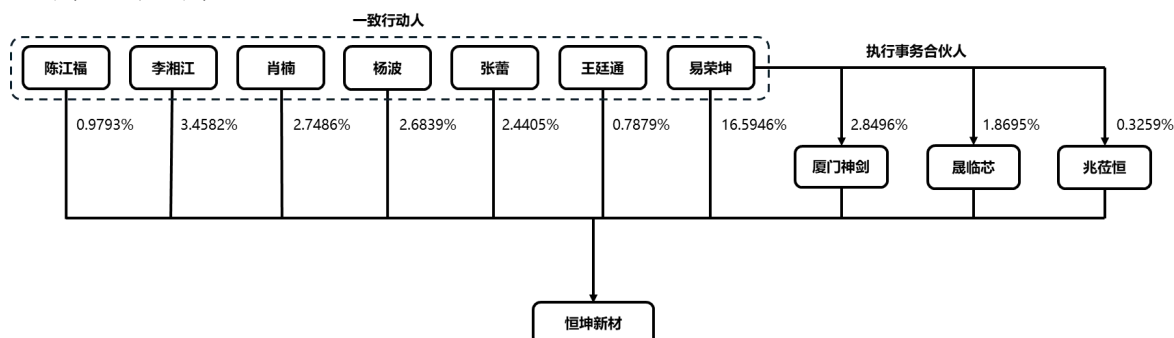 一致行动人
执行事务合伙人
陈江福
李湘江
肖楠
杨波
张蕾
王廷通
易荣坤
0.9793%
3.4582%
2.7486%
2.6839%
2.4405%
0.7879%
16.5946%
2.8496%
1.8695%
0.3259%
厦门神剑
晟临芯
兆莅恒
恒坤新材